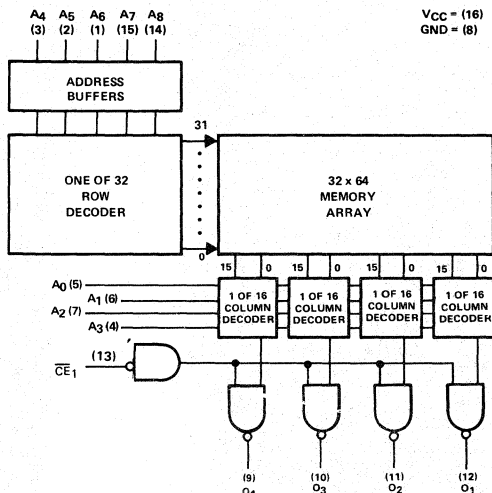 A4 A5 A6 A7 A8
(3) (2) (1) (15) (14)
VCC = (16)
GND = (8)
ADDRESS
BUFFERS
31
ONE OF 32
ROW
DECODER
32 x 64
MEMORY
ARRAY
0
15 0 15 0 15 0 15 0
A0 (5)
A1 (6)
A2 (7)
A3 (4)
1 OF 16
COLUMN
DECODER
1 OF 16
COLUMN
DECODER
1 OF 16
COLUMN
DECODER
1 OF 16
COLUMN
DECODER
CE1 (13)
(9) (10) (11) (12)
O4 O3 O2 O1